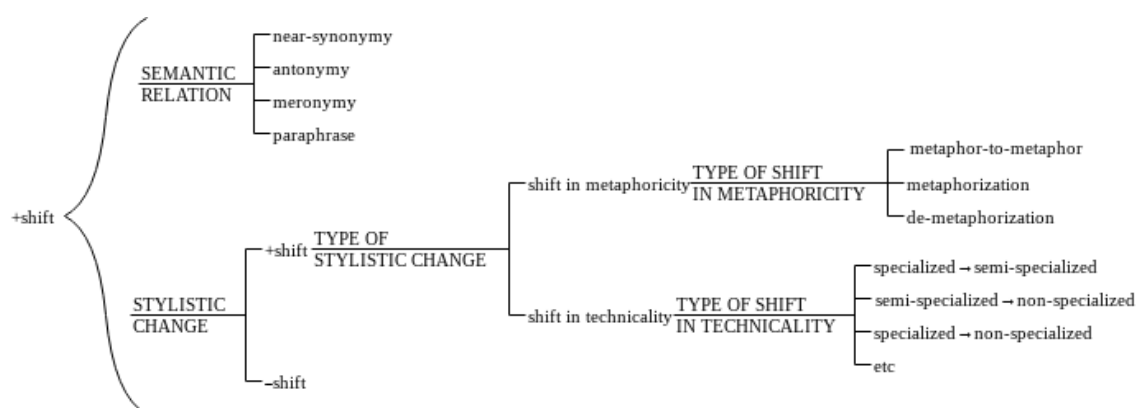 near-synonymy
SEMANTIC
RELATION
antonymy
meronymy
paraphrase
+shift
STYLISTIC
CHANGE
+shift
–shift
TYPE OF
STYLISTIC CHANGE
shift in metaphoricity
TYPE OF SHIFT
IN METAPHORICITY
metaphor-to-metaphor
metaphorization
de-metaphorization
shift in technicality
TYPE OF SHIFT
IN TECHNICALITY
specialized → semi-specialized
semi-specialized → non-specialized
specialized → non-specialized
etc